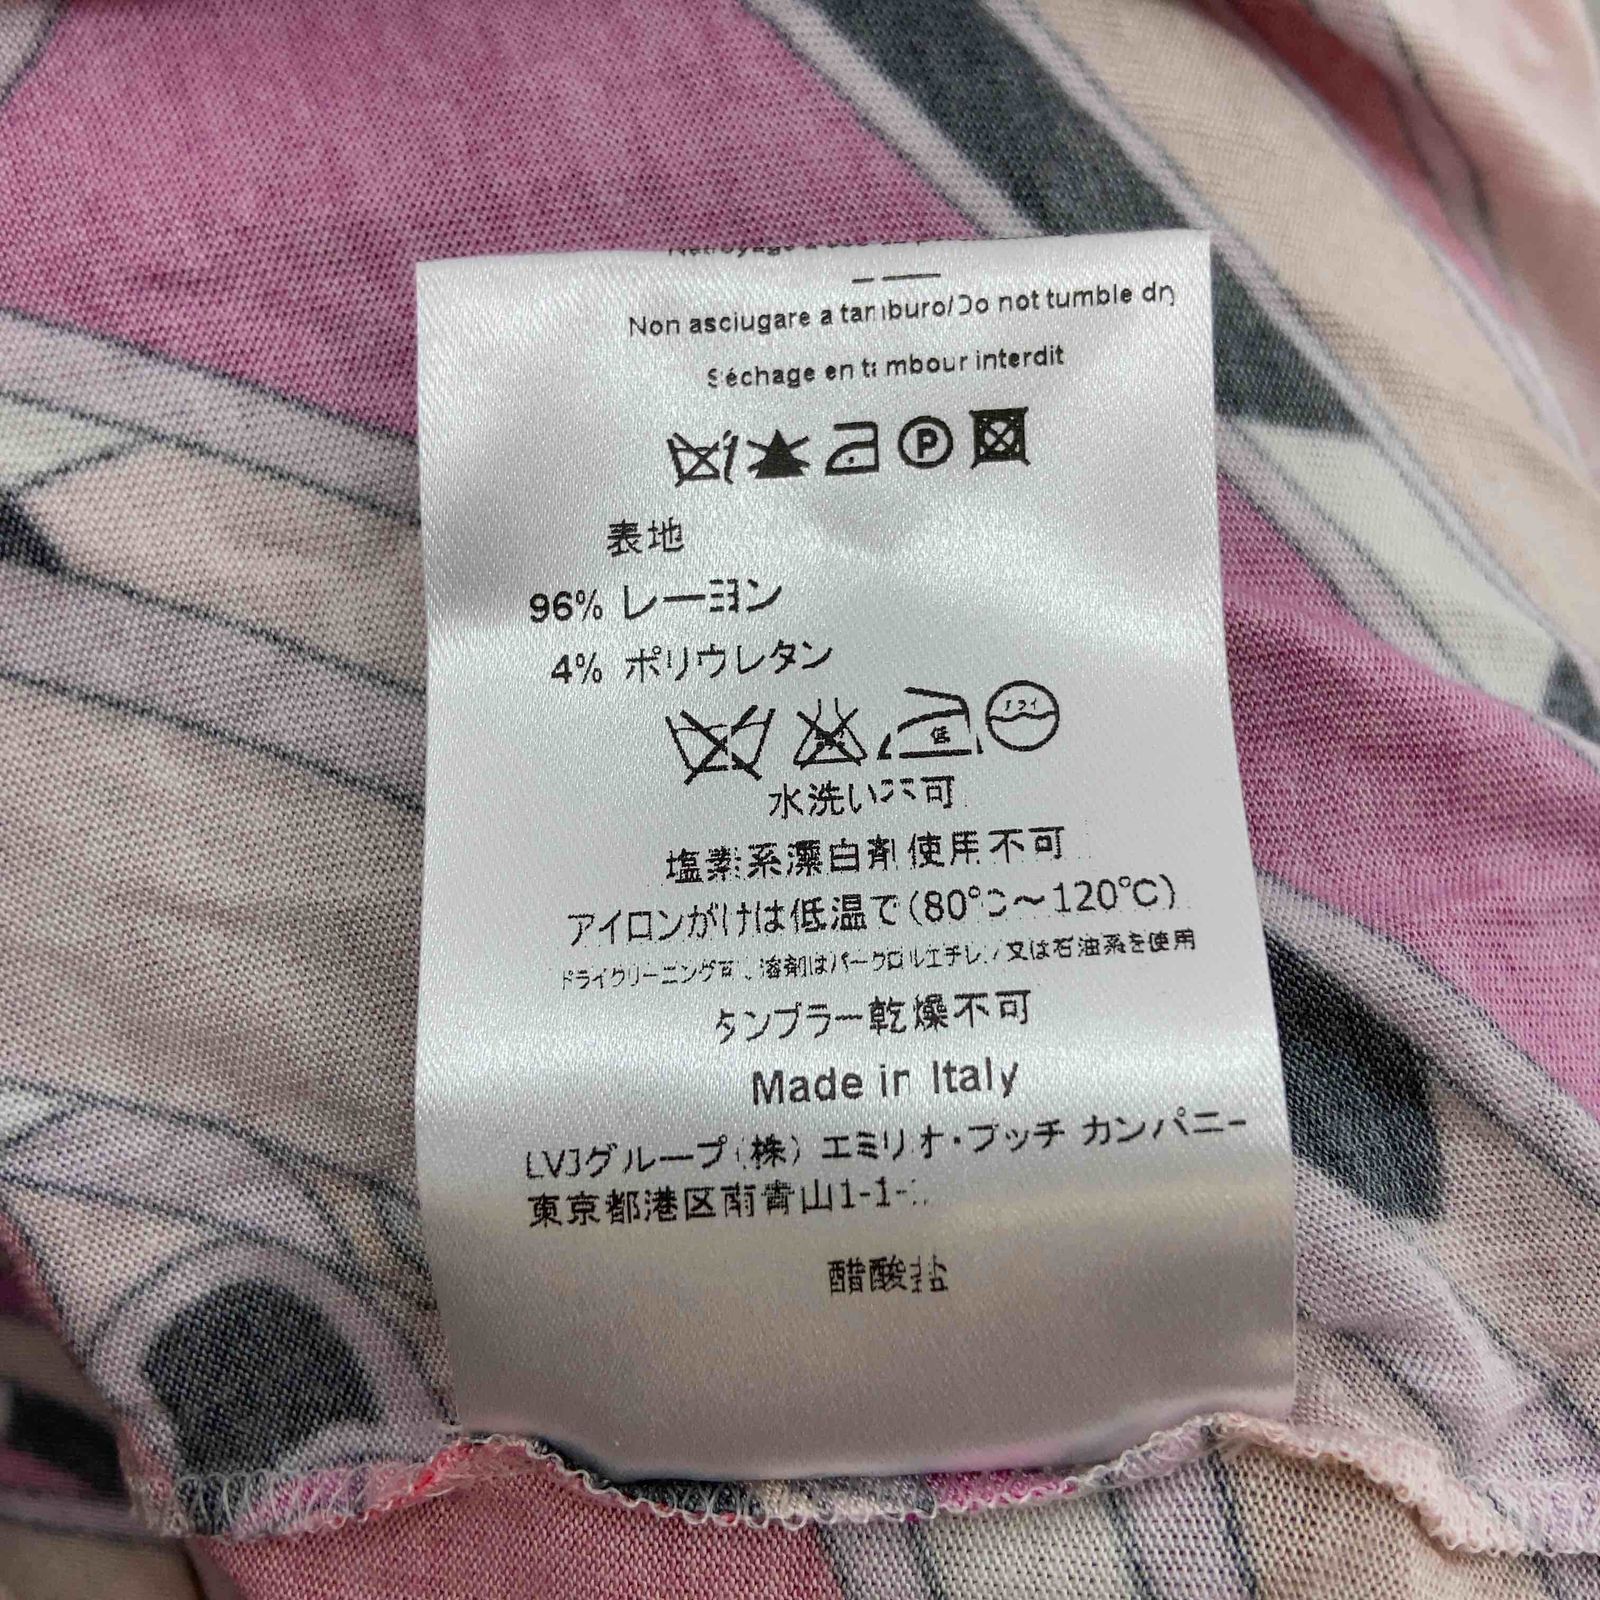 Non asciugare a tamburo/Do not tumble dry
Séchage en tambour interdit
P
表地
96% レーヨン
4% ポリウレタン
低 ドライ
水洗い不可
塩素系漂白剤使用不可
アイロンがけは低温で(80℃～120℃)
ドライクリーニング可、溶剤はパークロルエチレン又は石油系を使用
タンブラー乾燥不可
Made in Italy
LVJグループ(株) エミリオ・プッチ カンパニー
東京都港区南青山1-1-
醋酸盐